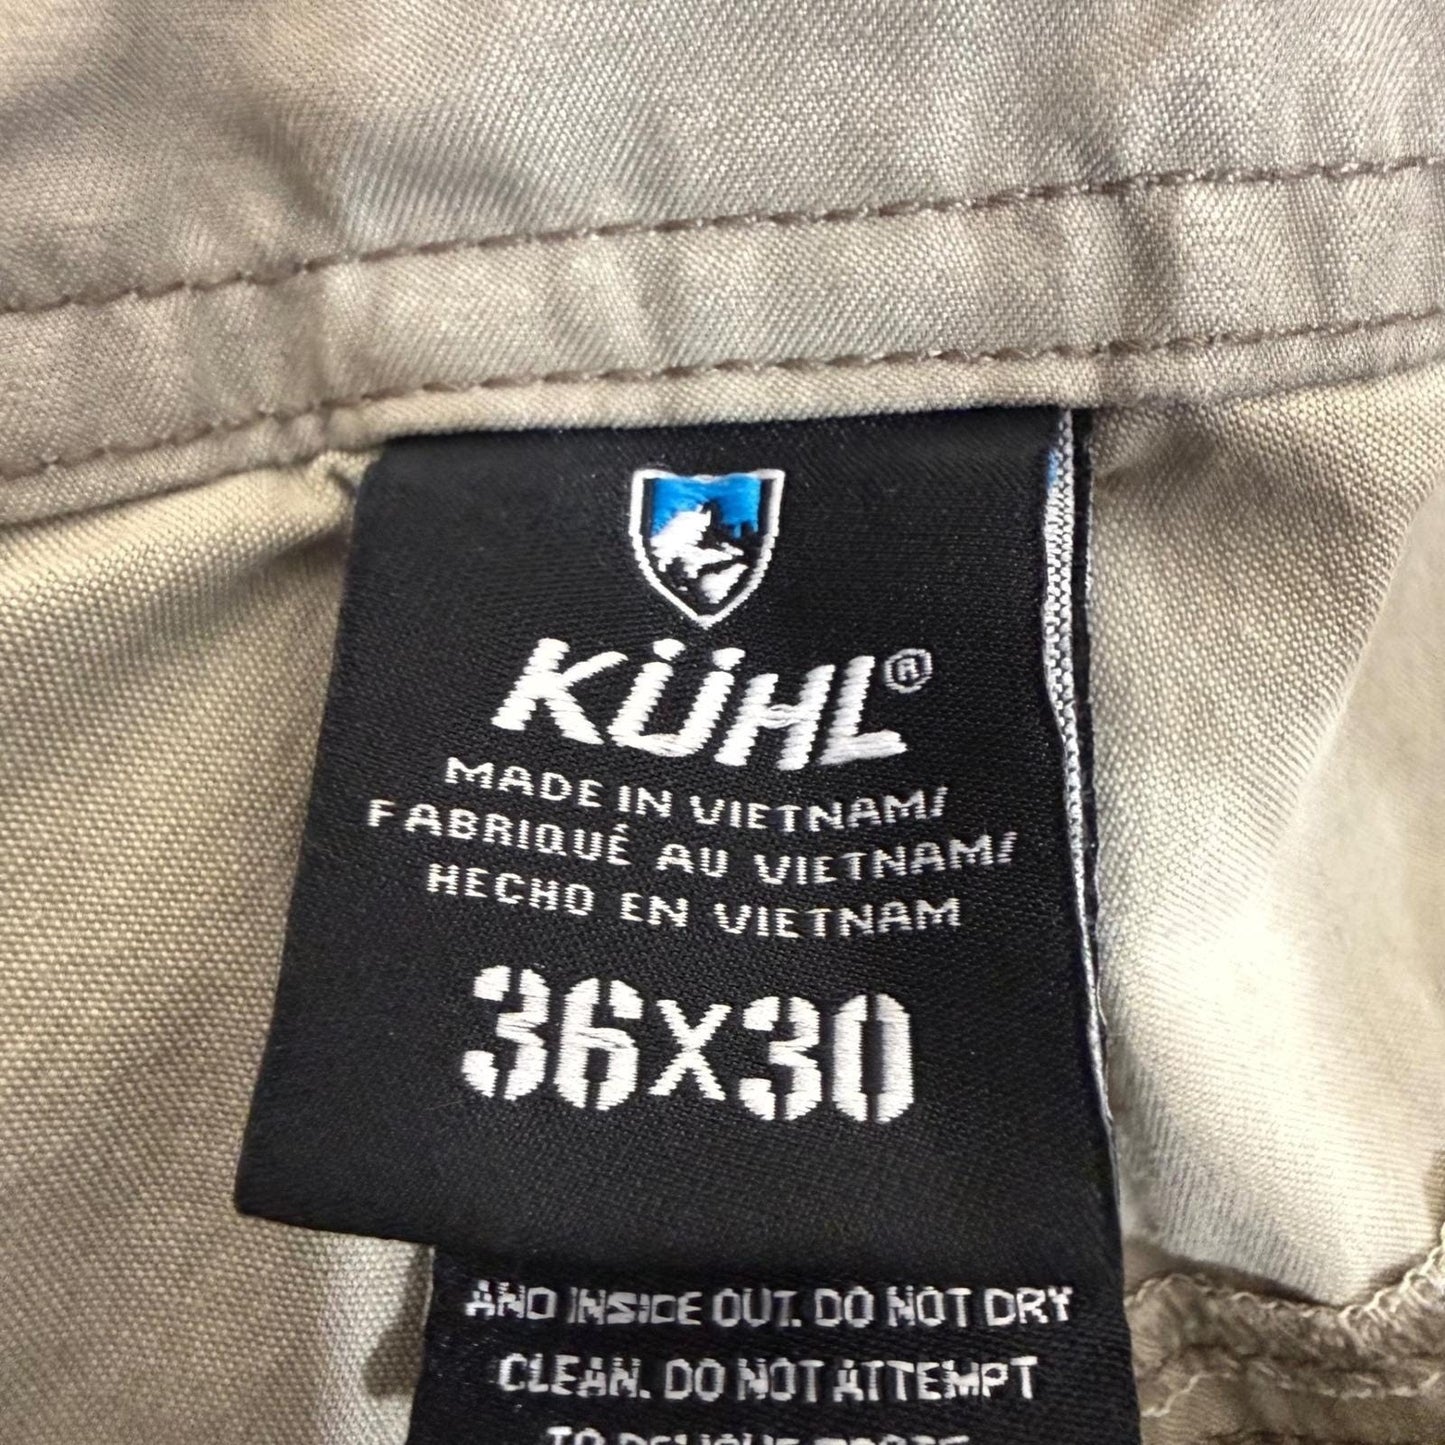 KÜHL®
MADE IN VIETNAM/
FABRIQUÉ AU VIETNAM/
HECHO EN VIETNAM
36X30
AND INSIDE OUT. DO NOT DRY
CLEAN. DO NOT ATTEMPT
TO